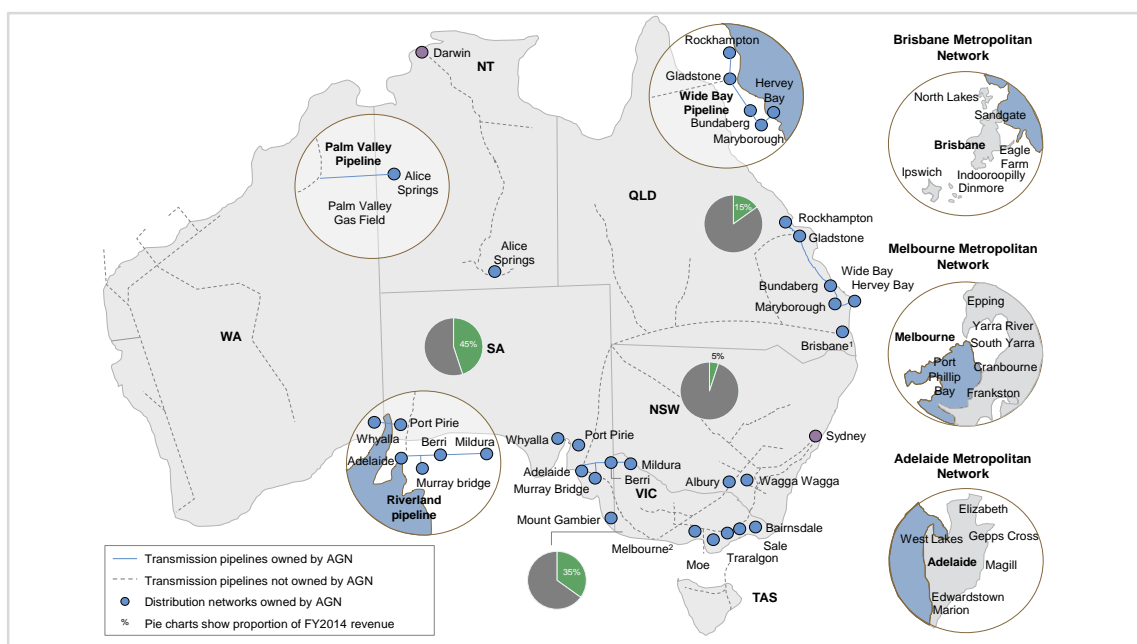 Darwin
NT
Palm Valley
Pipeline
Alice
Springs
Palm Valley
Gas Field
Alice
Springs
WA
45%
SA
Rockhampton
Gladstone
Wide Bay
Pipeline
Hervey
Bay
Bundaberg
Maryborough
QLD
15%
Rockhampton
Gladstone
Wide Bay
Hervey Bay
Bundaberg
Maryborough
Brisbane¹
5%
NSW
Sydney
Whyalla
Port Pirie
Adelaide
Berri
Mildura
Murray bridge
Riverland
pipeline
Whyalla
Port Pirie
Adelaide
Murray Bridge
Mildura
Berri
VIC
Albury
Wagga Wagga
Mount Gambier
Melbourne²
Moe
Traralgon
Sale
Bairnsdale
35%
TAS
Brisbane Metropolitan
Network
North Lakes
Sandgate
Brisbane
Eagle
Farm
Ipswich
Indooroopilly
Dinmore
Melbourne Metropolitan
Network
Epping
Melbourne
Yarra River
South Yarra
Port
Phillip
Bay
Cranbourne
Frankston
Adelaide Metropolitan
Network
Elizabeth
West Lakes
Gepps Cross
Adelaide
Magill
Edwardstown
Marion
Transmission pipelines owned by AGN
Transmission pipelines not owned by AGN
Distribution networks owned by AGN
% Pie charts show proportion of FY2014 revenue